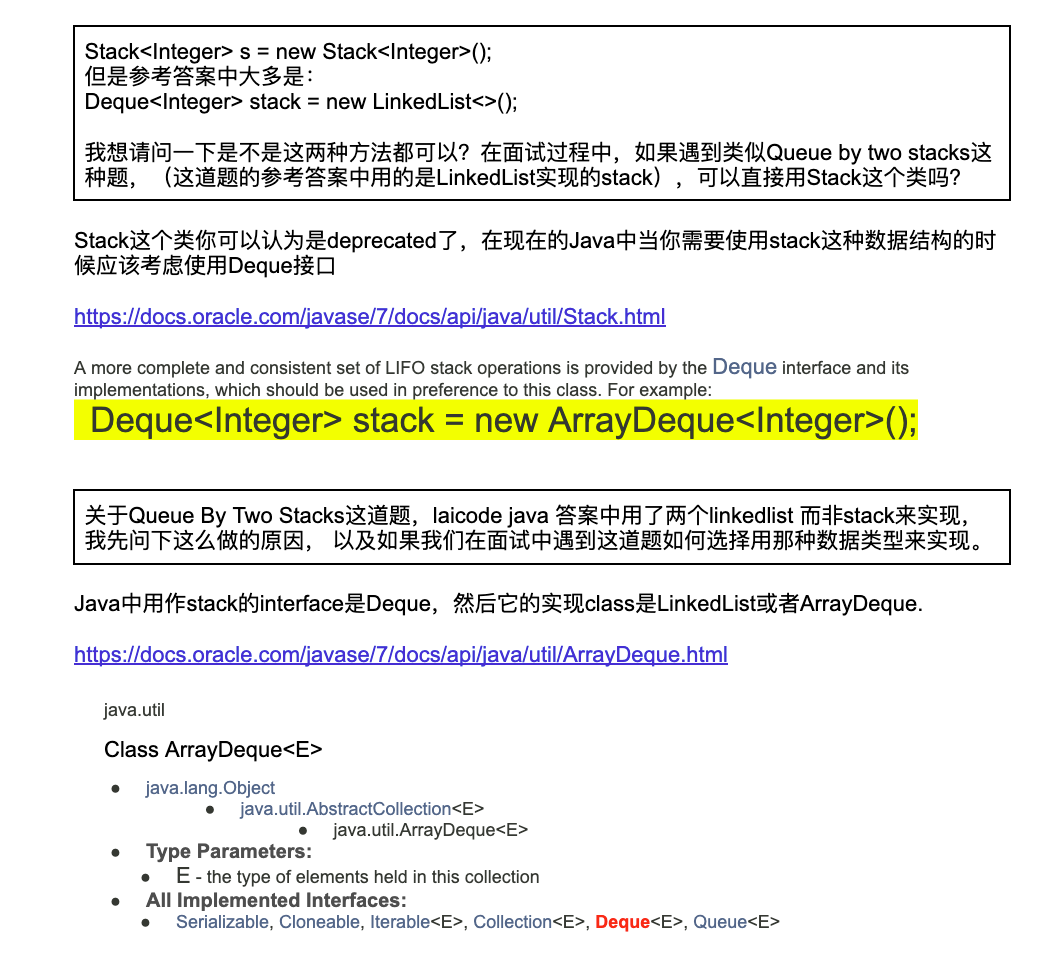 Stack<Integer> s = new Stack<Integer>();
但是参考答案中大多是：
Deque<Integer> stack = new LinkedList<>();
我想请问一下是不是这两种方法都可以？在面试过程中，如果遇到类似Queue by two stacks这
种题，（这道题的参考答案中用的是LinkedList实现的stack），可以直接用Stack这个类吗？
Stack这个类你可以认为是deprecated了，在现在的Java中当你需要使用stack这种数据结构的时
候应该考虑使用Deque接口
https://docs.oracle.com/javase/7/docs/api/java/util/Stack.html
A more complete and consistent set of LIFO stack operations is provided by the Deque interface and its
implementations, which should be used in preference to this class. For example:
Deque<Integer> stack = new ArrayDeque<Integer>();
关于Queue By Two Stacks这道题，laicode java 答案中用了两个linkedlist 而非stack来实现，
我先问下这么做的原因， 以及如果我们在面试中遇到这道题如何选择用那种数据类型来实现。
Java中用作stack的interface是Deque，然后它的实现class是LinkedList或者ArrayDeque.
https://docs.oracle.com/javase/7/docs/api/java/util/ArrayDeque.html
java.util
Class ArrayDeque<E>
● java.lang.Object
● java.util.AbstractCollection<E>
● java.util.ArrayDeque<E>
● Type Parameters:
● E - the type of elements held in this collection
● All Implemented Interfaces:
● Serializable, Cloneable, Iterable<E>, Collection<E>, Deque<E>, Queue<E>